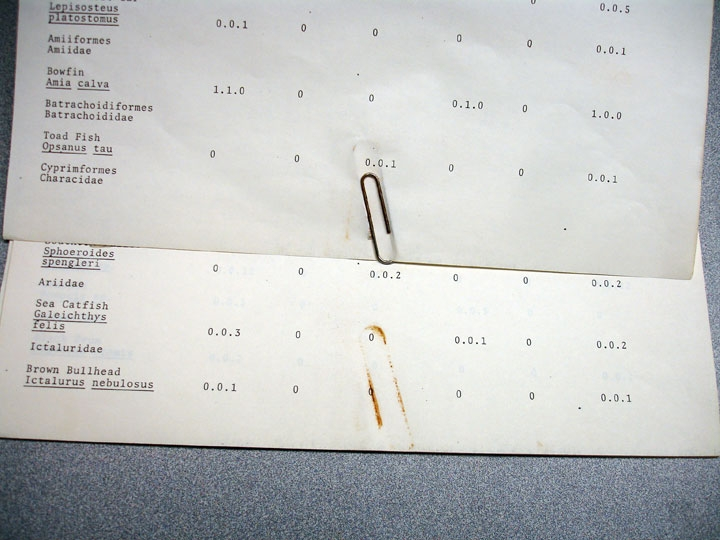 0.0.5
Lepisosteus
platostomus 0.0.1 0 0 0 0 0.0.1
Amiiformes
Amiidae
Bowfin
Amia calva 1.1.0 0 0 0.1.0 0 1.0.0
Batrachoidiformes
Batrachoididae
Toad Fish
Opsanus tau 0 0 0.0.1 0 0 0.0.1
Cyprimformes
Characidae
Sphoeroides
spengleri 0 0 0.0.2 0 0 0.0.2
Ariidae
Sea Catfish
Galeichthys
felis 0.0.3 0 0 0.0.1 0 0.0.2
Ictaluridae
Brown Bullhead
Ictalurus nebulosus 0.0.1 0 0 0 0 0.0.1